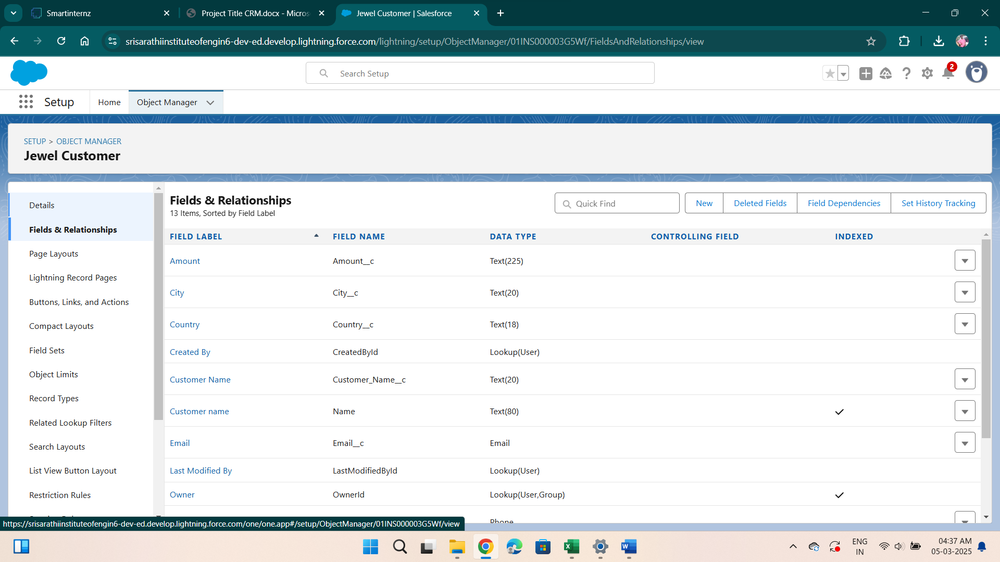 Smartinternz
Project Title CRM.docx - Micros
Jewel Customer | Salesforce
srisarathiinstituteofengin6-dev-ed.develop.lightning.force.com/lightning/setup/ObjectManager/01INS000003G5Wf/FieldsAndRelationships/view
Search Setup
2
Setup
Home
Object Manager
SETUP > OBJECT MANAGER
Jewel Customer
Details
Fields & Relationships
Page Layouts
Lightning Record Pages
Buttons, Links, and Actions
Compact Layouts
Field Sets
Object Limits
Record Types
Related Lookup Filters
Search Layouts
List View Button Layout
Restriction Rules
Fields & Relationships
13 Items, Sorted by Field Label
Quick Find
New
Deleted Fields
Field Dependencies
Set History Tracking
FIELD LABEL FIELD NAME DATA TYPE CONTROLLING FIELD INDEXED
Amount Amount__c Text(225)
City City__c Text(20)
Country Country__c Text(18)
Created By CreatedById Lookup(User)
Customer Name Customer_Name__c Text(20)
Customer name Name Text(80)
Email Email__c Email
Last Modified By LastModifiedById Lookup(User)
Owner OwnerId Lookup(User,Group)
Phone
https://srisarathiinstituteofengin6-dev-ed.develop.lightning.force.com/one/one.app#/setup/ObjectManager/01INS000003G5Wf/view
ENG
IN
04:37 AM
05-03-2025